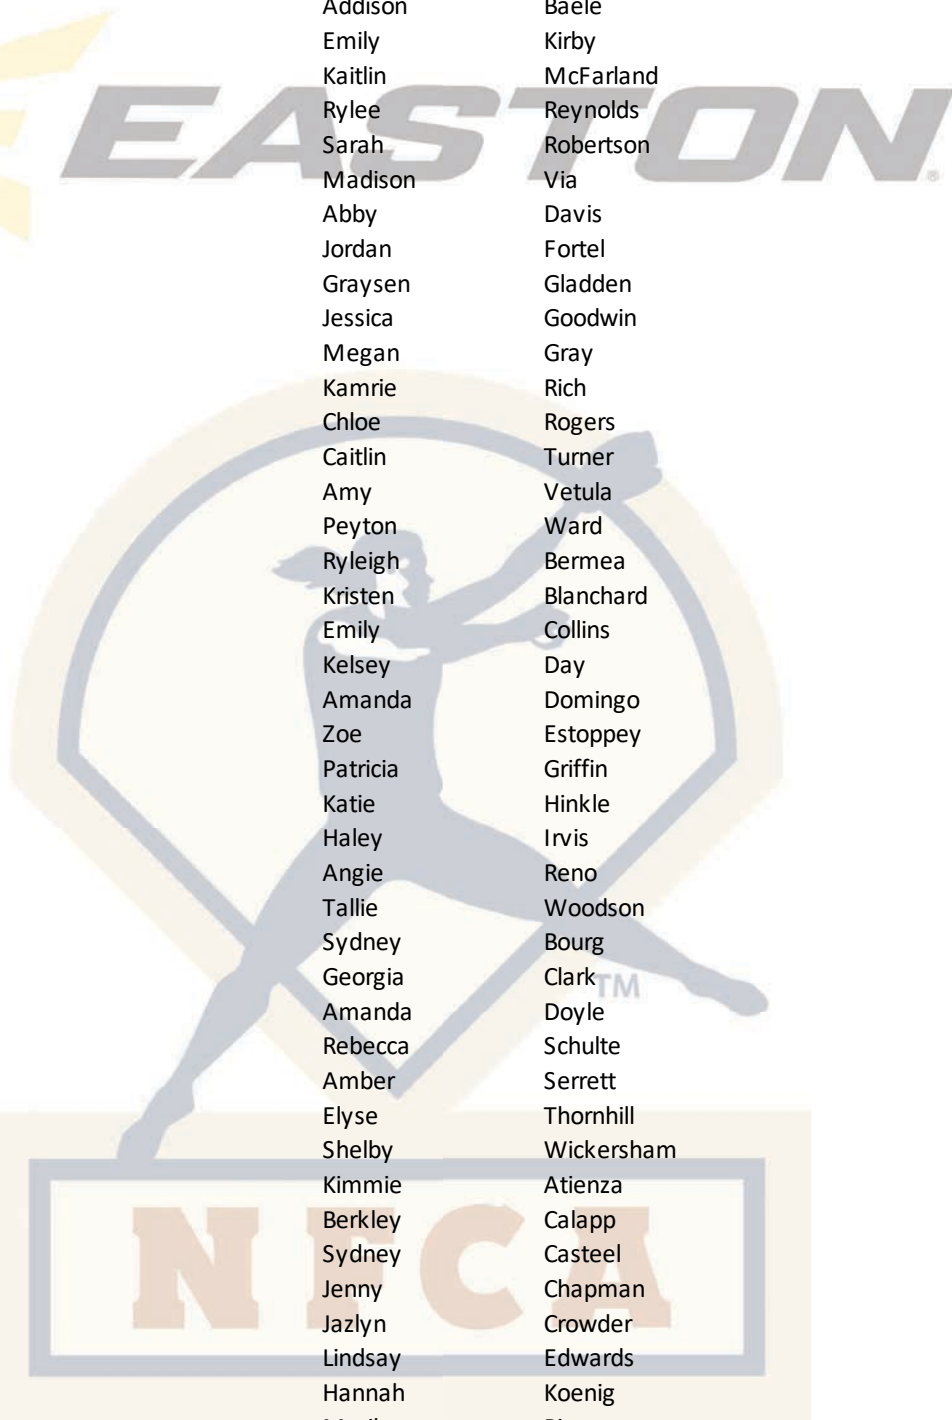 Addison Baele
Emily Kirby
Kaitlin McFarland
EASTON
Rylee Reynolds
Sarah Robertson
Madison Via
Abby Davis
Jordan Fortel
Graysen Gladden
Jessica Goodwin
Megan Gray
Kamrie Rich
Chloe Rogers
Caitlin Turner
Amy Vetula
Peyton Ward
Ryleigh Bermea
Kristen Blanchard
Emily Collins
Kelsey Day
Amanda Domingo
Zoe Estoppey
Patricia Griffin
Katie Hinkle
Haley Irvis
Angie Reno
Tallie Woodson
Sydney Bourg
Georgia Clark
TM
Amanda Doyle
Rebecca Schulte
Amber Serrett
Elyse Thornhill
Shelby Wickersham
Kimmie Atienza
Berkley Calapp
Sydney Casteel
NFCA
Jenny Chapman
Jazlyn Crowder
Lindsay Edwards
Hannah Koenig